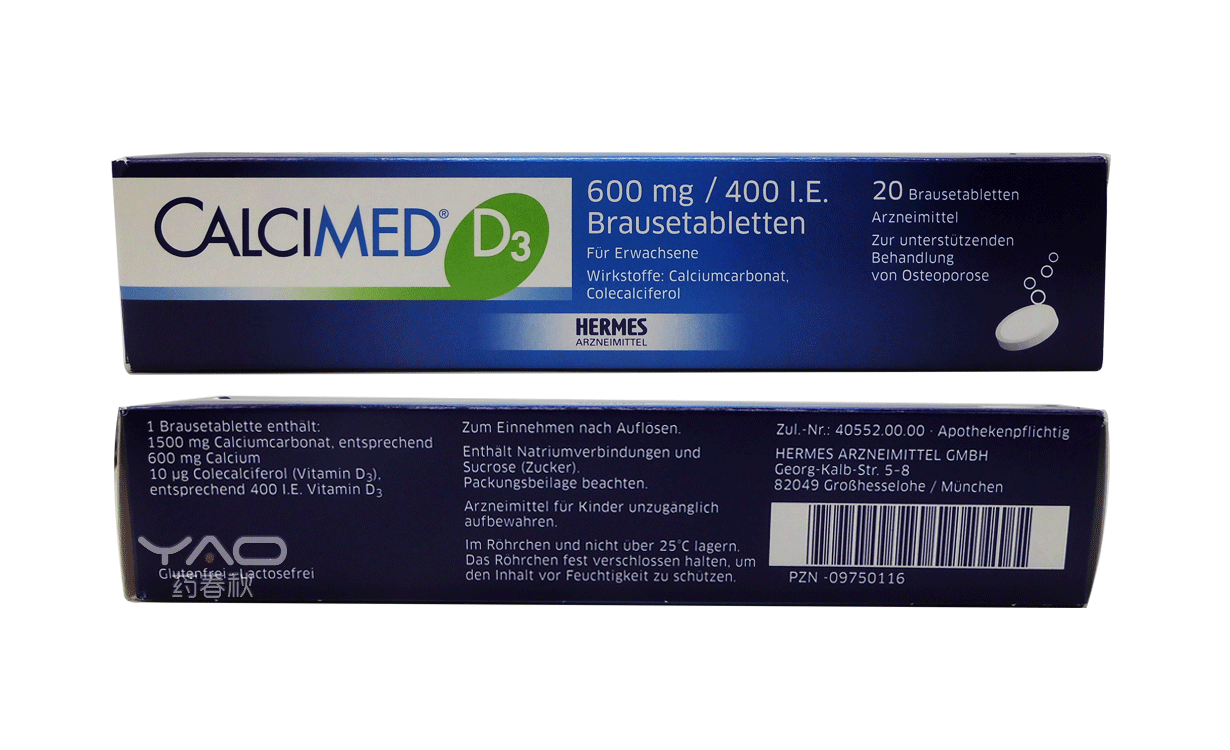 CALCIMED® D3
600 mg / 400 I.E.
Brausetabletten
Für Erwachsene
Wirkstoffe: Calciumcarbonat,
Colecalciferol
20 Brausetabletten
Arzneimittel
Zur unterstützenden
Behandlung
von Osteoporose
HERMES
ARZNEIMITTEL
1 Brausetablette enthält:
1500 mg Calciumcarbonat, entsprechend
600 mg Calcium
10 µg Colecalciferol (Vitamin D3),
entsprechend 400 I.E. Vitamin D3
YAO
Glutenfrei - Lactosefrei
药春秋
Zum Einnehmen nach Auflösen.
Enthält Natriumverbindungen und
Sucrose (Zucker).
Packungsbeilage beachten.
Arzneimittel für Kinder unzugänglich
aufbewahren.
Im Röhrchen und nicht über 25°C lagern.
Das Röhrchen fest verschlossen halten, um
den Inhalt vor Feuchtigkeit zu schützen.
Zul.-Nr.: 40552.00.00 · Apothekenpflichtig
HERMES ARZNEIMITTEL GMBH
Georg-Kalb-Str. 5-8
82049 Großhesselohe / München
PZN -09750116